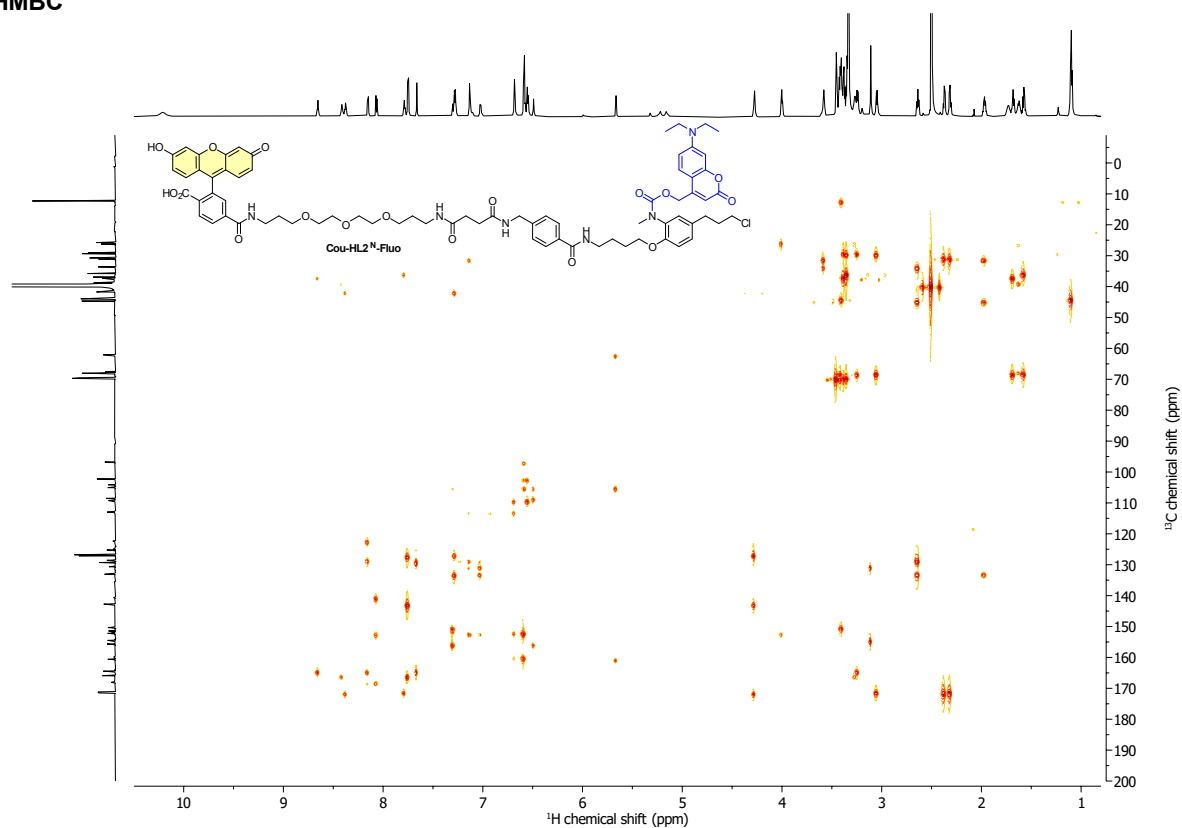 HMBC
HO
O
O
HO₂C
O
N
H
O
O
O
H
N
O
O
N
H
O
H
N
O
N
O
O
N
O
O
Cl
Cou-HL2ᴺ-Fluo
0
10
20
30
40
50
60
70
80
90
100
110
120
130
140
150
160
170
180
190
200
¹³C chemical shift (ppm)
10 9 8 7 6 5 4 3 2 1
¹H chemical shift (ppm)